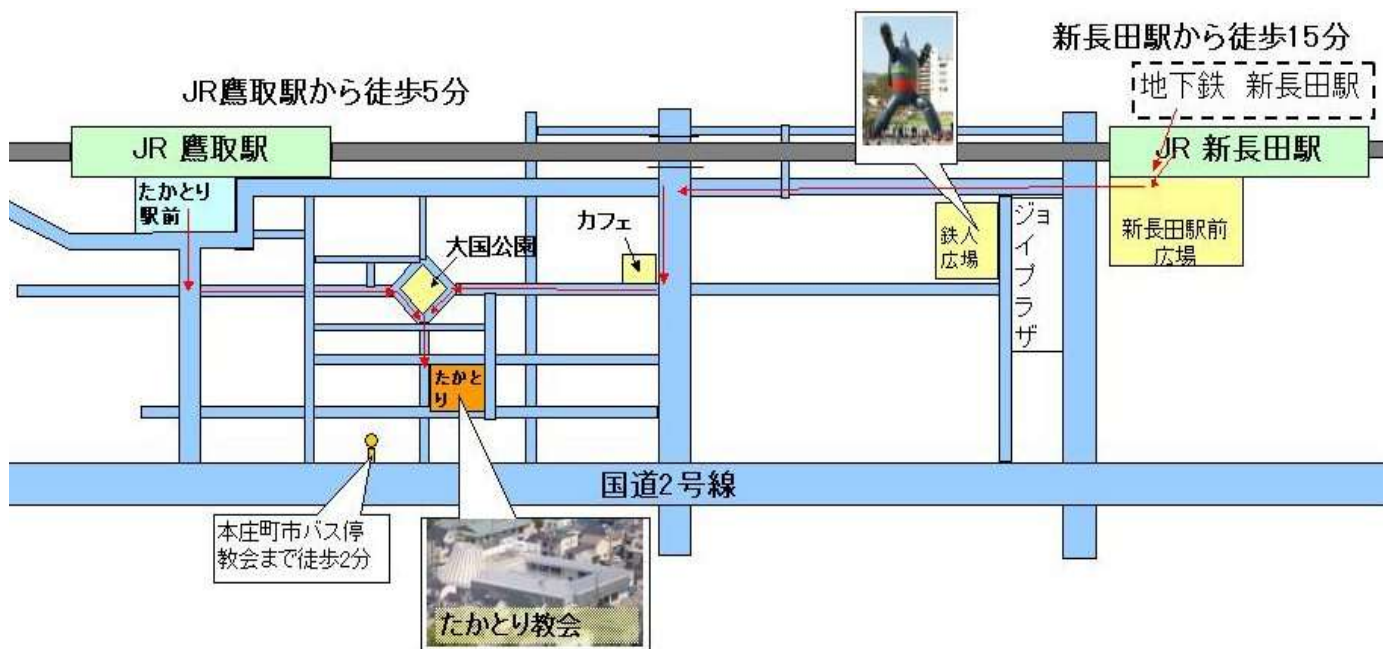 新長田駅から徒歩15分
地下鉄 新長田駅
JR鷹取駅から徒歩5分
JR 鷹取駅
JR 新長田駅
たかとり
駅前
カフェ
大国公園
鉄人
広場
ジョイプラザ
新長田駅前
広場
たかと
り
国道2号線
本庄町市バス停
教会まで徒歩2分
たかとり教会